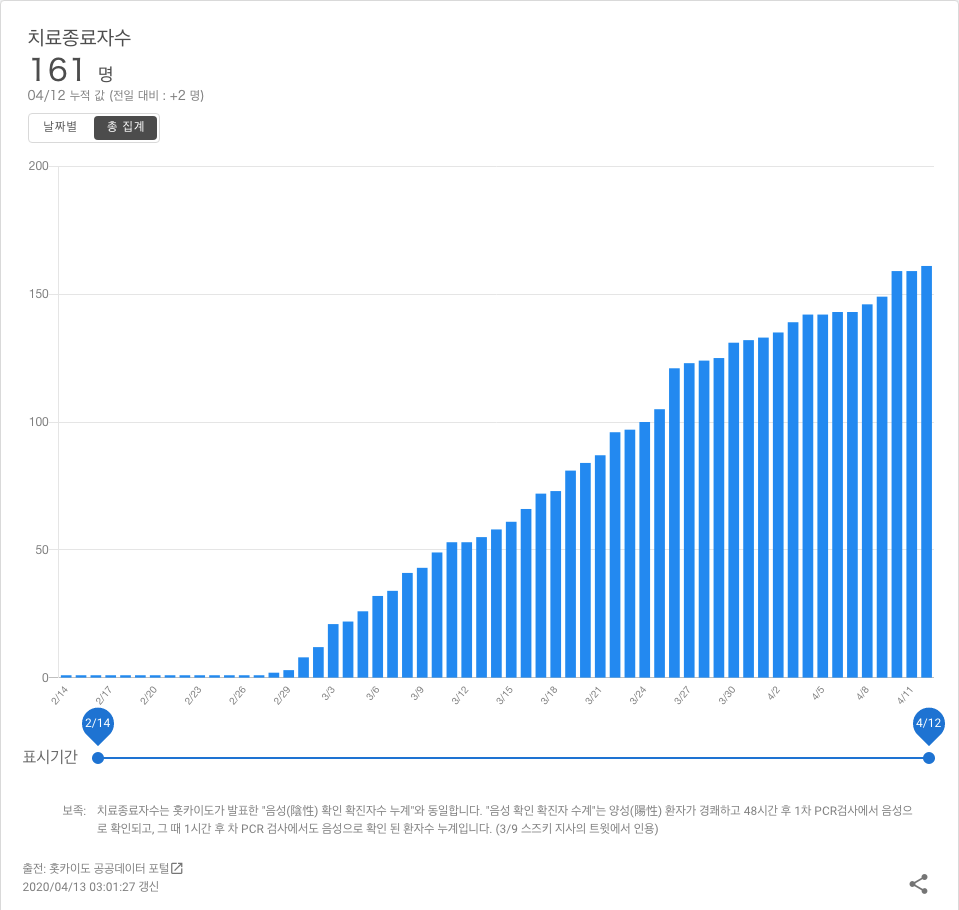 치료종료자수
161 명
04/12 누적 값 (전일 대비 : +2 명)
날짜별 총 집계
200
150
100
50
0
2/14 2/17 2/20 2/23 2/26 2/29 3/3 3/6 3/9 3/12 3/15 3/18 3/21 3/24 3/27 3/30 4/2 4/5 4/8 4/11
2/14 4/12
표시기간
보족: 치료종료자수는 홋카이도가 발표한 "음성(陰性) 확인 확진자수 누계"와 동일합니다. "음성 확인 확진자 수계"는 양성(陽性) 환자가 경쾌하고 48시간 후 1차 PCR검사에서 음성으
로 확인되고, 그 때 1시간 후 차 PCR 검사에서도 음성으로 확인 된 환자수 누계입니다. (3/9 스즈키 지사의 트윗에서 인용)
출전: 홋카이도 공공데이터 포털
2020/04/13 03:01:27 갱신